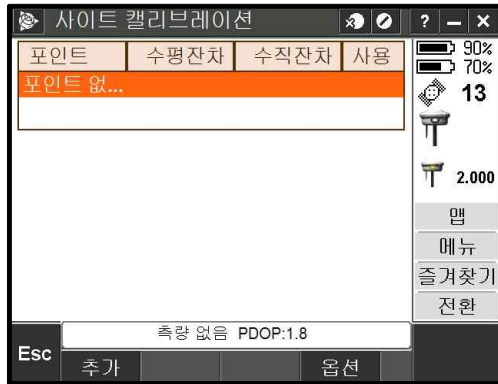 사이트 캘리브레이션
? – ×
포인트 수평잔차 수직잔차 사용
포인트 없...
90%
70%
13
2.000
맵
메뉴
즐겨찾기
전환
측량 없음 PDOP:1.8
Esc 추가 옵션